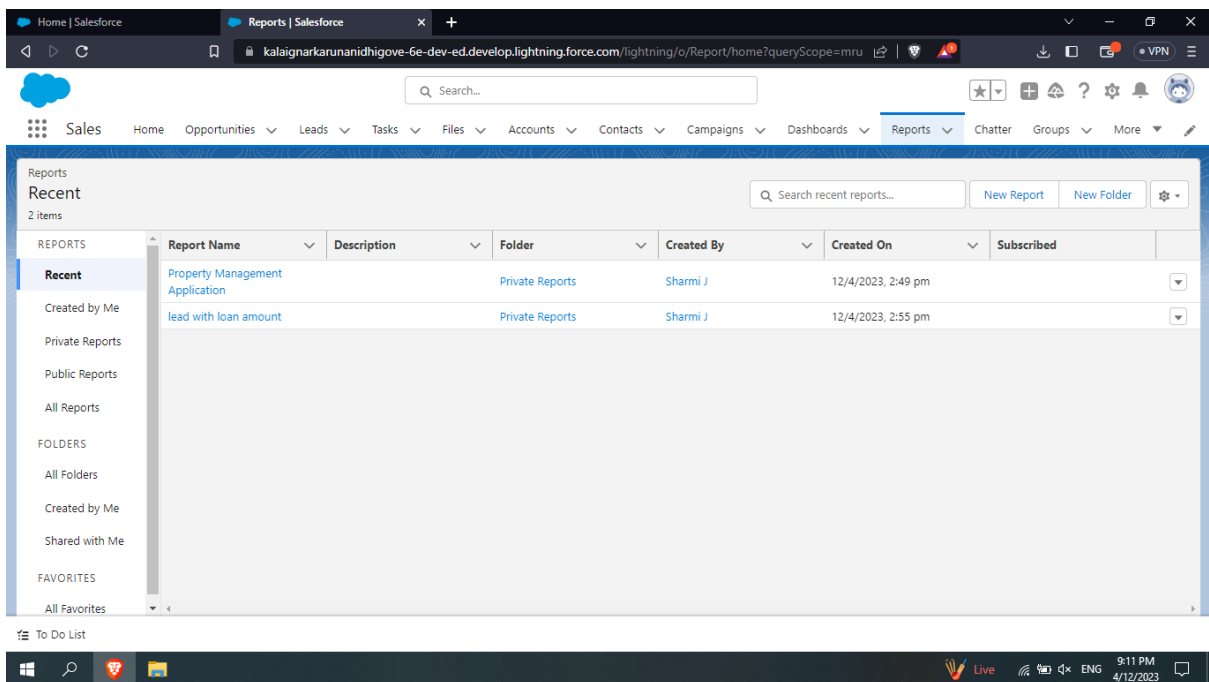 Home | Salesforce
Reports | Salesforce
kalaignarkarunanidhigove-6e-dev-ed.develop.lightning.force.com/lightning/o/Report/home?queryScope=mru
VPN
Search...
Sales Home Opportunities Leads Tasks Files Accounts Contacts Campaigns Dashboards Reports Chatter Groups More
Reports
Recent
2 items
Search recent reports...
New Report
New Folder
REPORTS
Recent
Created by Me
Private Reports
Public Reports
All Reports
FOLDERS
All Folders
Created by Me
Shared with Me
FAVORITES
All Favorites
Report Name Description Folder Created By Created On Subscribed
Property Management
Application
Private Reports Sharmi J 12/4/2023, 2:49 pm
lead with loan amount Private Reports Sharmi J 12/4/2023, 2:55 pm
To Do List
Live
ENG
9:11 PM
4/12/2023